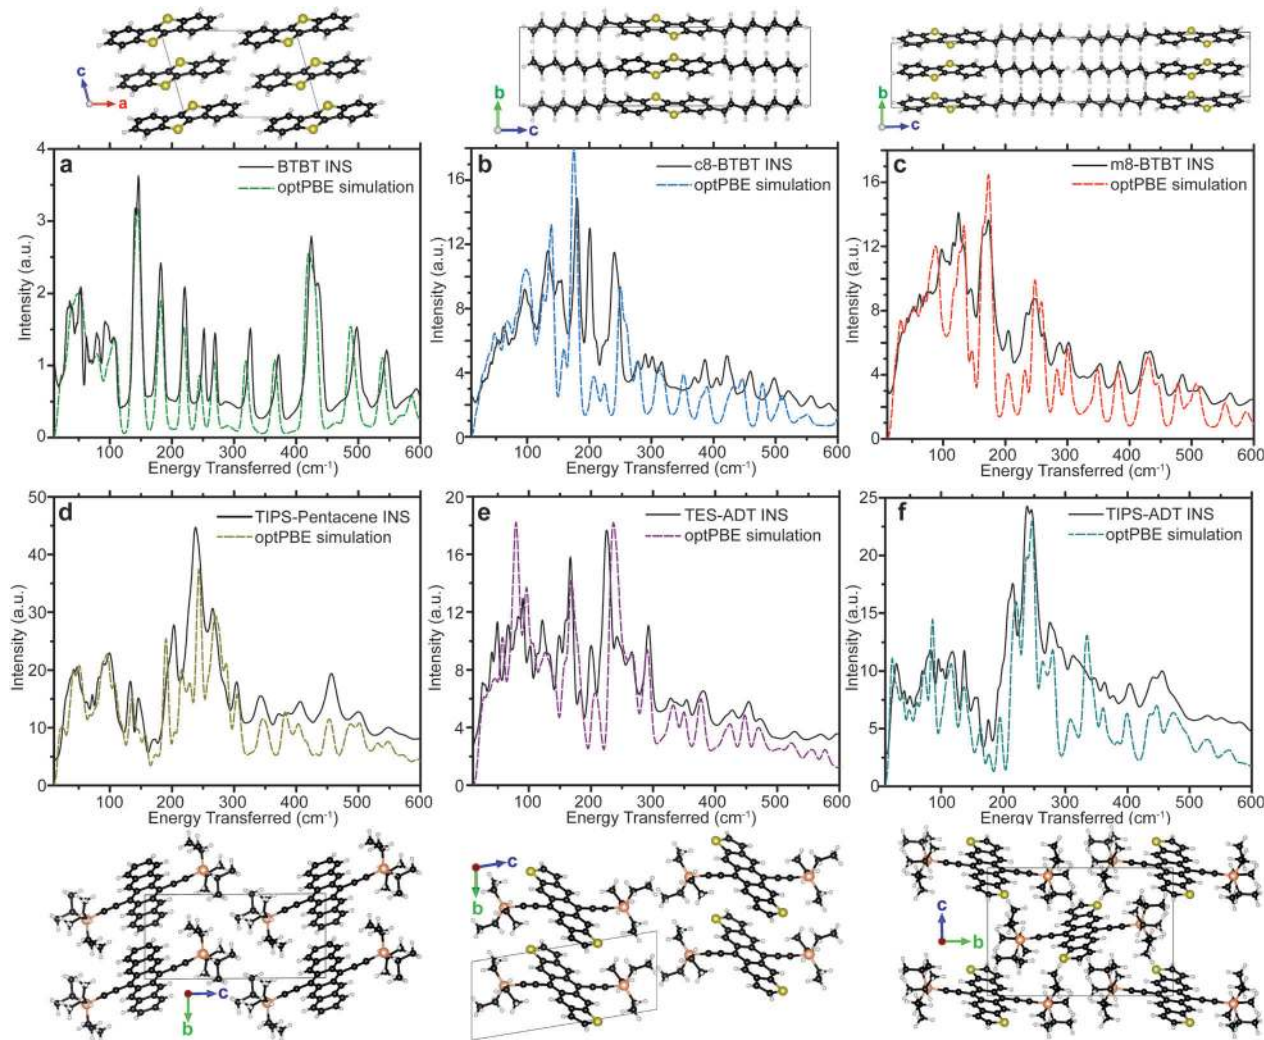 c
a
b
c
b
c
a
BTBT INS
optPBE simulation
4
3
2
1
0
Intensity (a.u.)
100 200 300 400 500 600
Energy Transferred (cm⁻¹)
b
c8-BTBT INS
optPBE simulation
16
12
8
4
0
Intensity (a.u.)
100 200 300 400 500 600
Energy Transferred (cm⁻¹)
c
m8-BTBT INS
optPBE simulation
16
12
8
4
0
Intensity (a.u.)
100 200 300 400 500 600
Energy Transferred (cm⁻¹)
d
TIPS-Pentacene INS
optPBE simulation
50
40
30
20
10
0
Intensity (a.u.)
100 200 300 400 500 600
Energy Transferred (cm⁻¹)
e
TES-ADT INS
optPBE simulation
20
16
12
8
4
0
Intensity (a.u.)
100 200 300 400 500 600
Energy Transferred (cm⁻¹)
f
TIPS-ADT INS
optPBE simulation
25
20
15
10
5
0
Intensity (a.u.)
100 200 300 400 500 600
Energy Transferred (cm⁻¹)
c
b
c
b
c
b